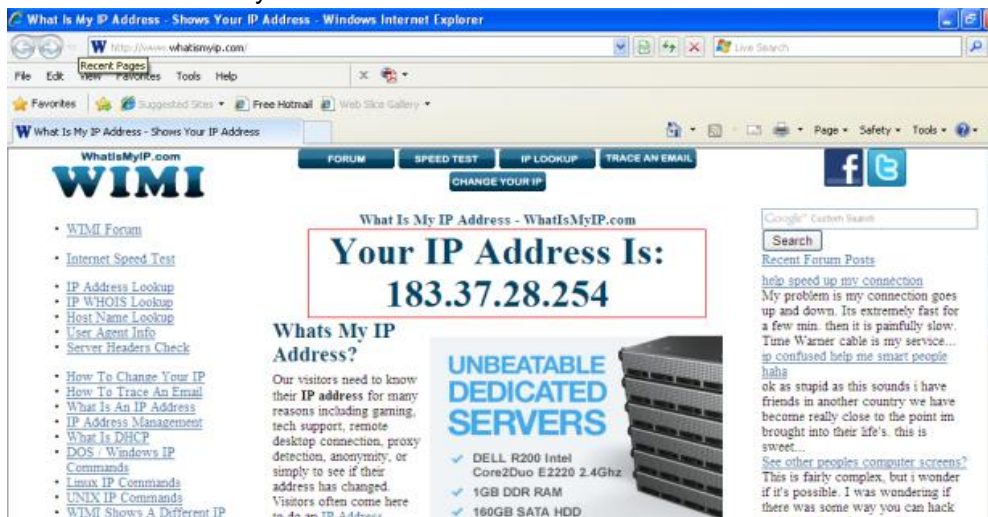 What Is My IP Address - Shows Your IP Address - Windows Internet Explorer
http://www.whatismyip.com/
Live Search
Recent Pages
File Edit View Favorites Tools Help
Favorites Suggested Sites Free Hotmail Web Slice Gallery
What Is My IP Address - Shows Your IP Address
Page Safety Tools
WhatIsMyIP.com
WIMI
FORUM SPEED TEST IP LOOKUP TRACE AN EMAIL
CHANGE YOUR IP
WIMI Forum
Internet Speed Test
IP Address Lookup
IP WHOIS Lookup
Host Name Lookup
User Agent Info
Server Headers Check
How To Change Your IP
How To Trace An Email
What Is An IP Address
IP Address Management
What Is DHCP
DOS / Windows IP
Commands
Linux IP Commands
UNIX IP Commands
WIMI Shows A Different IP
What Is My IP Address - WhatIsMyIP.com
Your IP Address Is:
183.37.28.254
Whats My IP
Address?
Our visitors need to know
their IP address for many
reasons including gaming,
tech support, remote
desktop connection, proxy
detection, anonymity, or
simply to see if their
address has changed.
Visitors often come here
to do an IP Address
UNBEATABLE
DEDICATED
SERVERS
DELL R200 Intel
Core2Duo E2220 2.4Ghz
1GB DDR RAM
160GB SATA HDD
Google Custom Search
Search
Recent Forum Posts
help speed up my connection
My problem is my connection goes
up and down. Its extremely fast for
a few min. then it is painfully slow.
Time Warner cable is my service...
ip confused help me smart people
haha
ok as stupid as this sounds i have
friends in another country we have
become really close to the point im
brought into their life's. this is
sweet...
See other peoples computer screens?
This is fairly complex, but i wonder
if it's possible. I was wondering if
there was some way you can hack